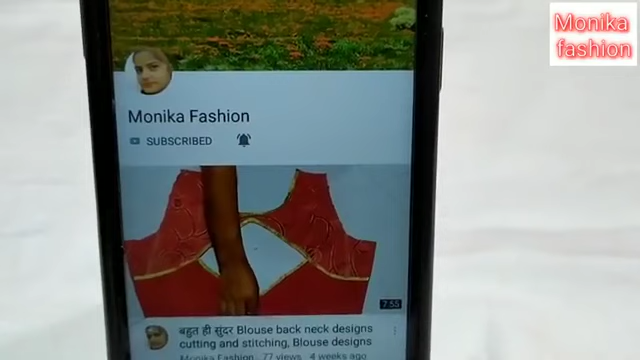 Monika
fashion
Monika Fashion
SUBSCRIBED
7:55
बहुत ही सुंदर Blouse back neck designs
cutting and stitching, Blouse designs
Monika Fashion 77 views 4 weeks ago